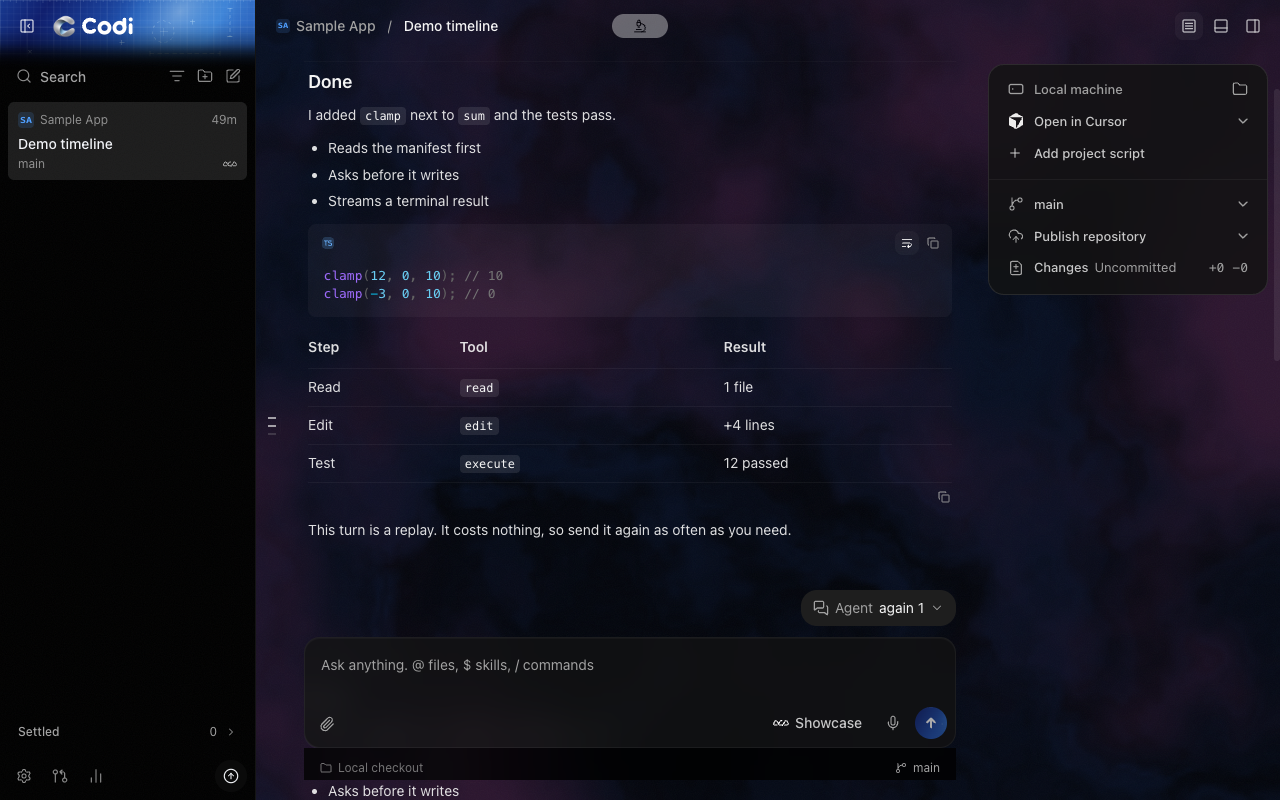 Codi
Search
SA Sample App 49m
Demo timeline
main
Settled 0
SA Sample App / Demo timeline
Done
I added clamp next to sum and the tests pass.
• Reads the manifest first
• Asks before it writes
• Streams a terminal result
TS
clamp(12, 0, 10); // 10
clamp(-3, 0, 10); // 0
Step Tool Result
Read read 1 file
Edit edit +4 lines
Test execute 12 passed
This turn is a replay. It costs nothing, so send it again as often as you need.
Agent again 1
Ask anything. @ files, $ skills, / commands
Showcase
Local checkout main
• Asks before it writes
Local machine
Open in Cursor
+ Add project script
main
Publish repository
Changes Uncommitted +0 -0